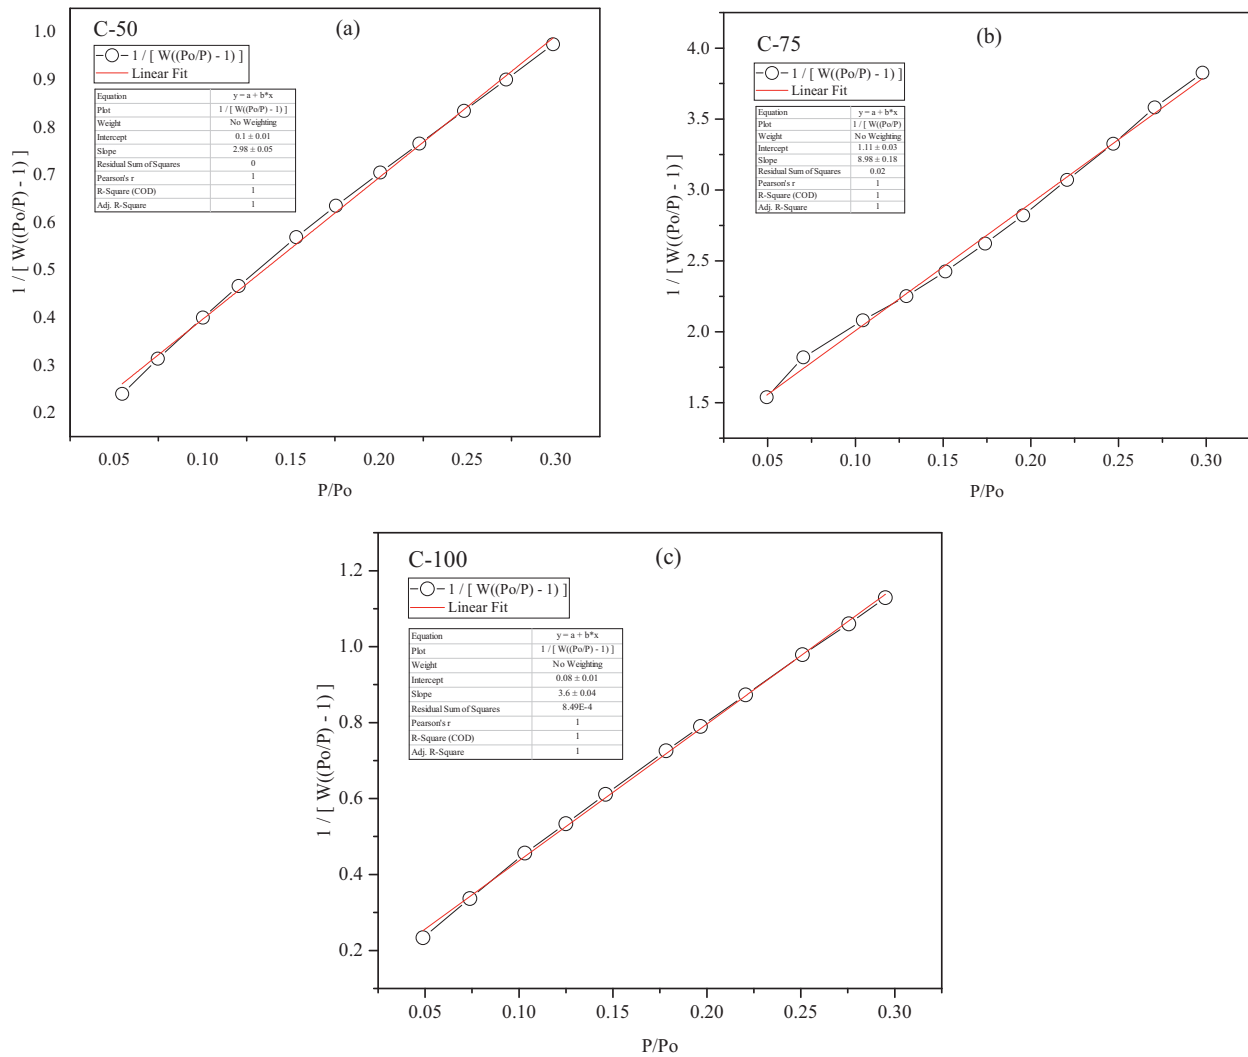 C-50
(a)
1 / [ W((Po/P) - 1) ]
Linear Fit
Equation y = a + b*x
Plot 1 / [ W((Po/P) - 1) ]
Weight No Weighting
Intercept 0.1 ± 0.01
Slope 2.98 ± 0.05
Residual Sum of Squares 0
Pearson's r 1
R-Square (COD) 1
Adj. R-Square 1
1.0
0.9
0.8
0.7
0.6
0.5
0.4
0.3
0.2
1 / [ W((Po/P) - 1) ]
0.05 0.10 0.15 0.20 0.25 0.30
P/Po
C-75
(b)
1 / [ W((Po/P) - 1) ]
Linear Fit
Equation y = a + b*x
Plot 1 / [ W((Po/P)
Weight No Weighting
Intercept 1.11 ± 0.03
Slope 8.98 ± 0.18
Residual Sum of Squares 0.02
Pearson's r 1
R-Square (COD) 1
Adj. R-Square 1
4.0
3.5
3.0
2.5
2.0
1.5
1 / [ W((Po/P) - 1) ]
0.05 0.10 0.15 0.20 0.25 0.30
P/Po
C-100
(c)
1 / [ W((Po/P) - 1) ]
Linear Fit
Equation y = a + b*x
Plot 1 / [ W((Po/P) - 1) ]
Weight No Weighting
Intercept 0.08 ± 0.01
Slope 3.6 ± 0.04
Residual Sum of Squares 8.49E-4
Pearson's r 1
R-Square (COD) 1
Adj. R-Square 1
1.2
1.0
0.8
0.6
0.4
0.2
1 / [ W((Po/P) - 1) ]
0.05 0.10 0.15 0.20 0.25 0.30
P/Po